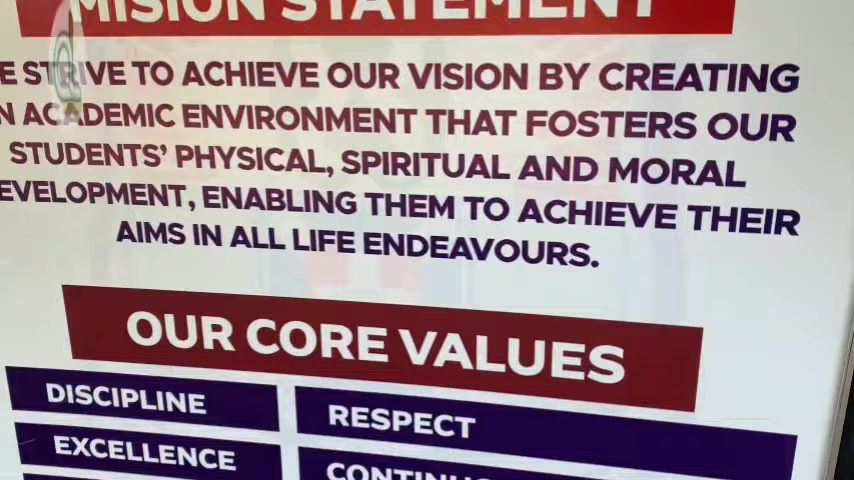 MISION STATEMENT
E STRIVE TO ACHIEVE OUR VISION BY CREATING
N ACADEMIC ENVIRONMENT THAT FOSTERS OUR
STUDENTS’ PHYSICAL, SPIRITUAL AND MORAL
EVELOPMENT, ENABLING THEM TO ACHIEVE THEIR
AIMS IN ALL LIFE ENDEAVOURS.
OUR CORE VALUES
DISCIPLINE
RESPECT
EXCELLENCE